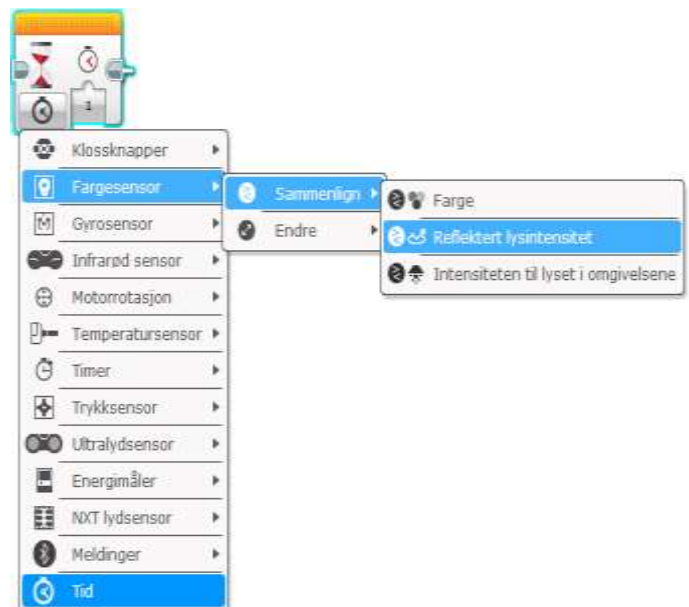 1
Klossknapper
Fargesensor
Gyrosensor
Infrarød sensor
Motorrotasjon
Temperatursensor
Timer
Trykksensor
Ultralydsensor
Energimåler
NXT lydsensor
Meldinger
Tid
Sammenlign
Endre
Farge
Reflektert lysintensitet
Intensiteten til lyset i omgivelsene